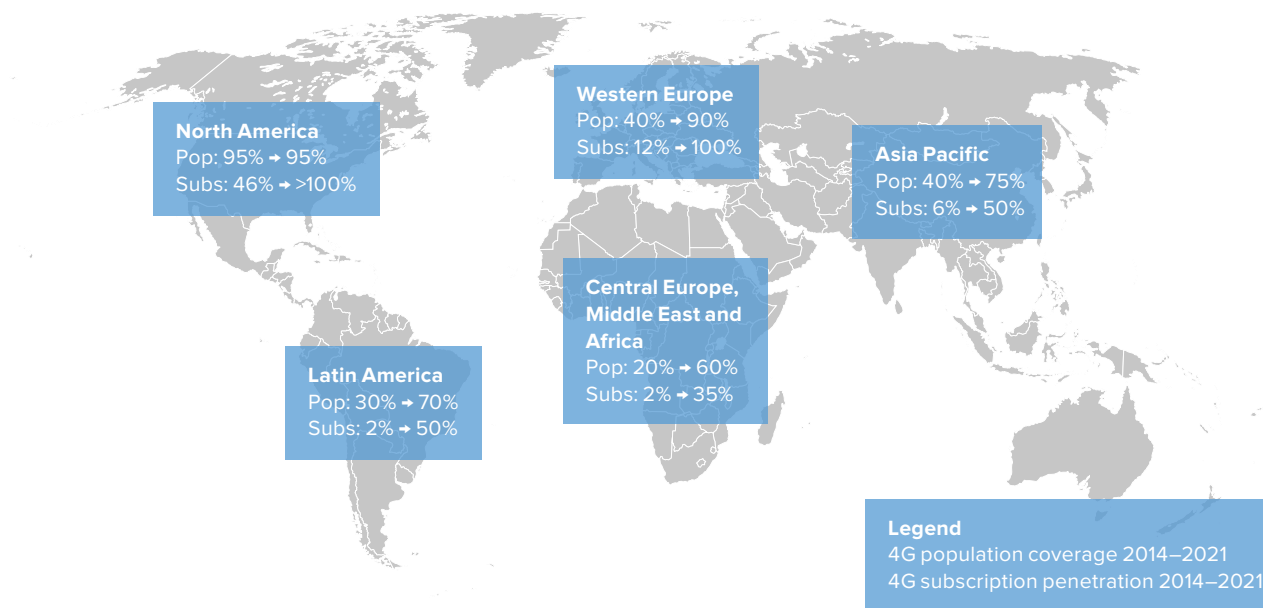 North America
Pop: 95% → 95%
Subs: 46% → >100%
Western Europe
Pop: 40% → 90%
Subs: 12% → 100%
Asia Pacific
Pop: 40% → 75%
Subs: 6% → 50%
Central Europe,
Middle East and
Africa
Pop: 20% → 60%
Subs: 2% → 35%
Latin America
Pop: 30% → 70%
Subs: 2% → 50%
Legend
4G population coverage 2014–2021
4G subscription penetration 2014–2021